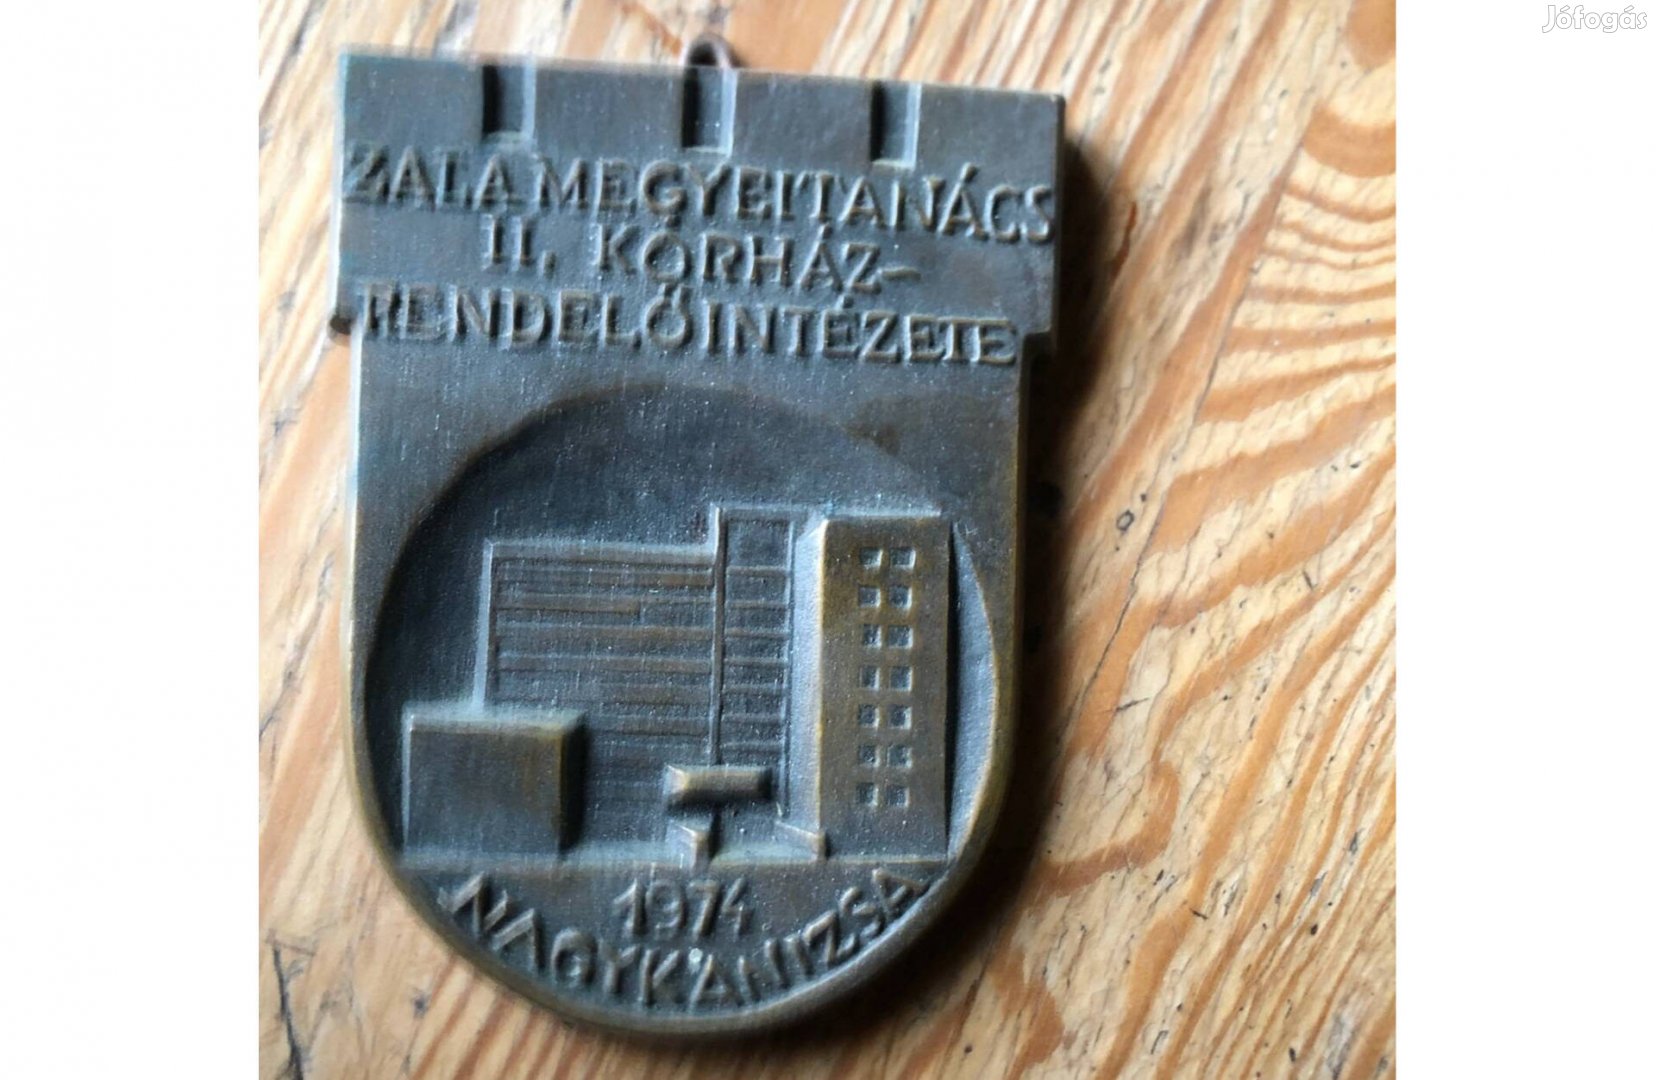 Jófogás
ZALA MEGYEI TANÁCS
II. KÓRHÁZ-
RENDELŐINTÉZETE
1974
NAGYKANIZSA